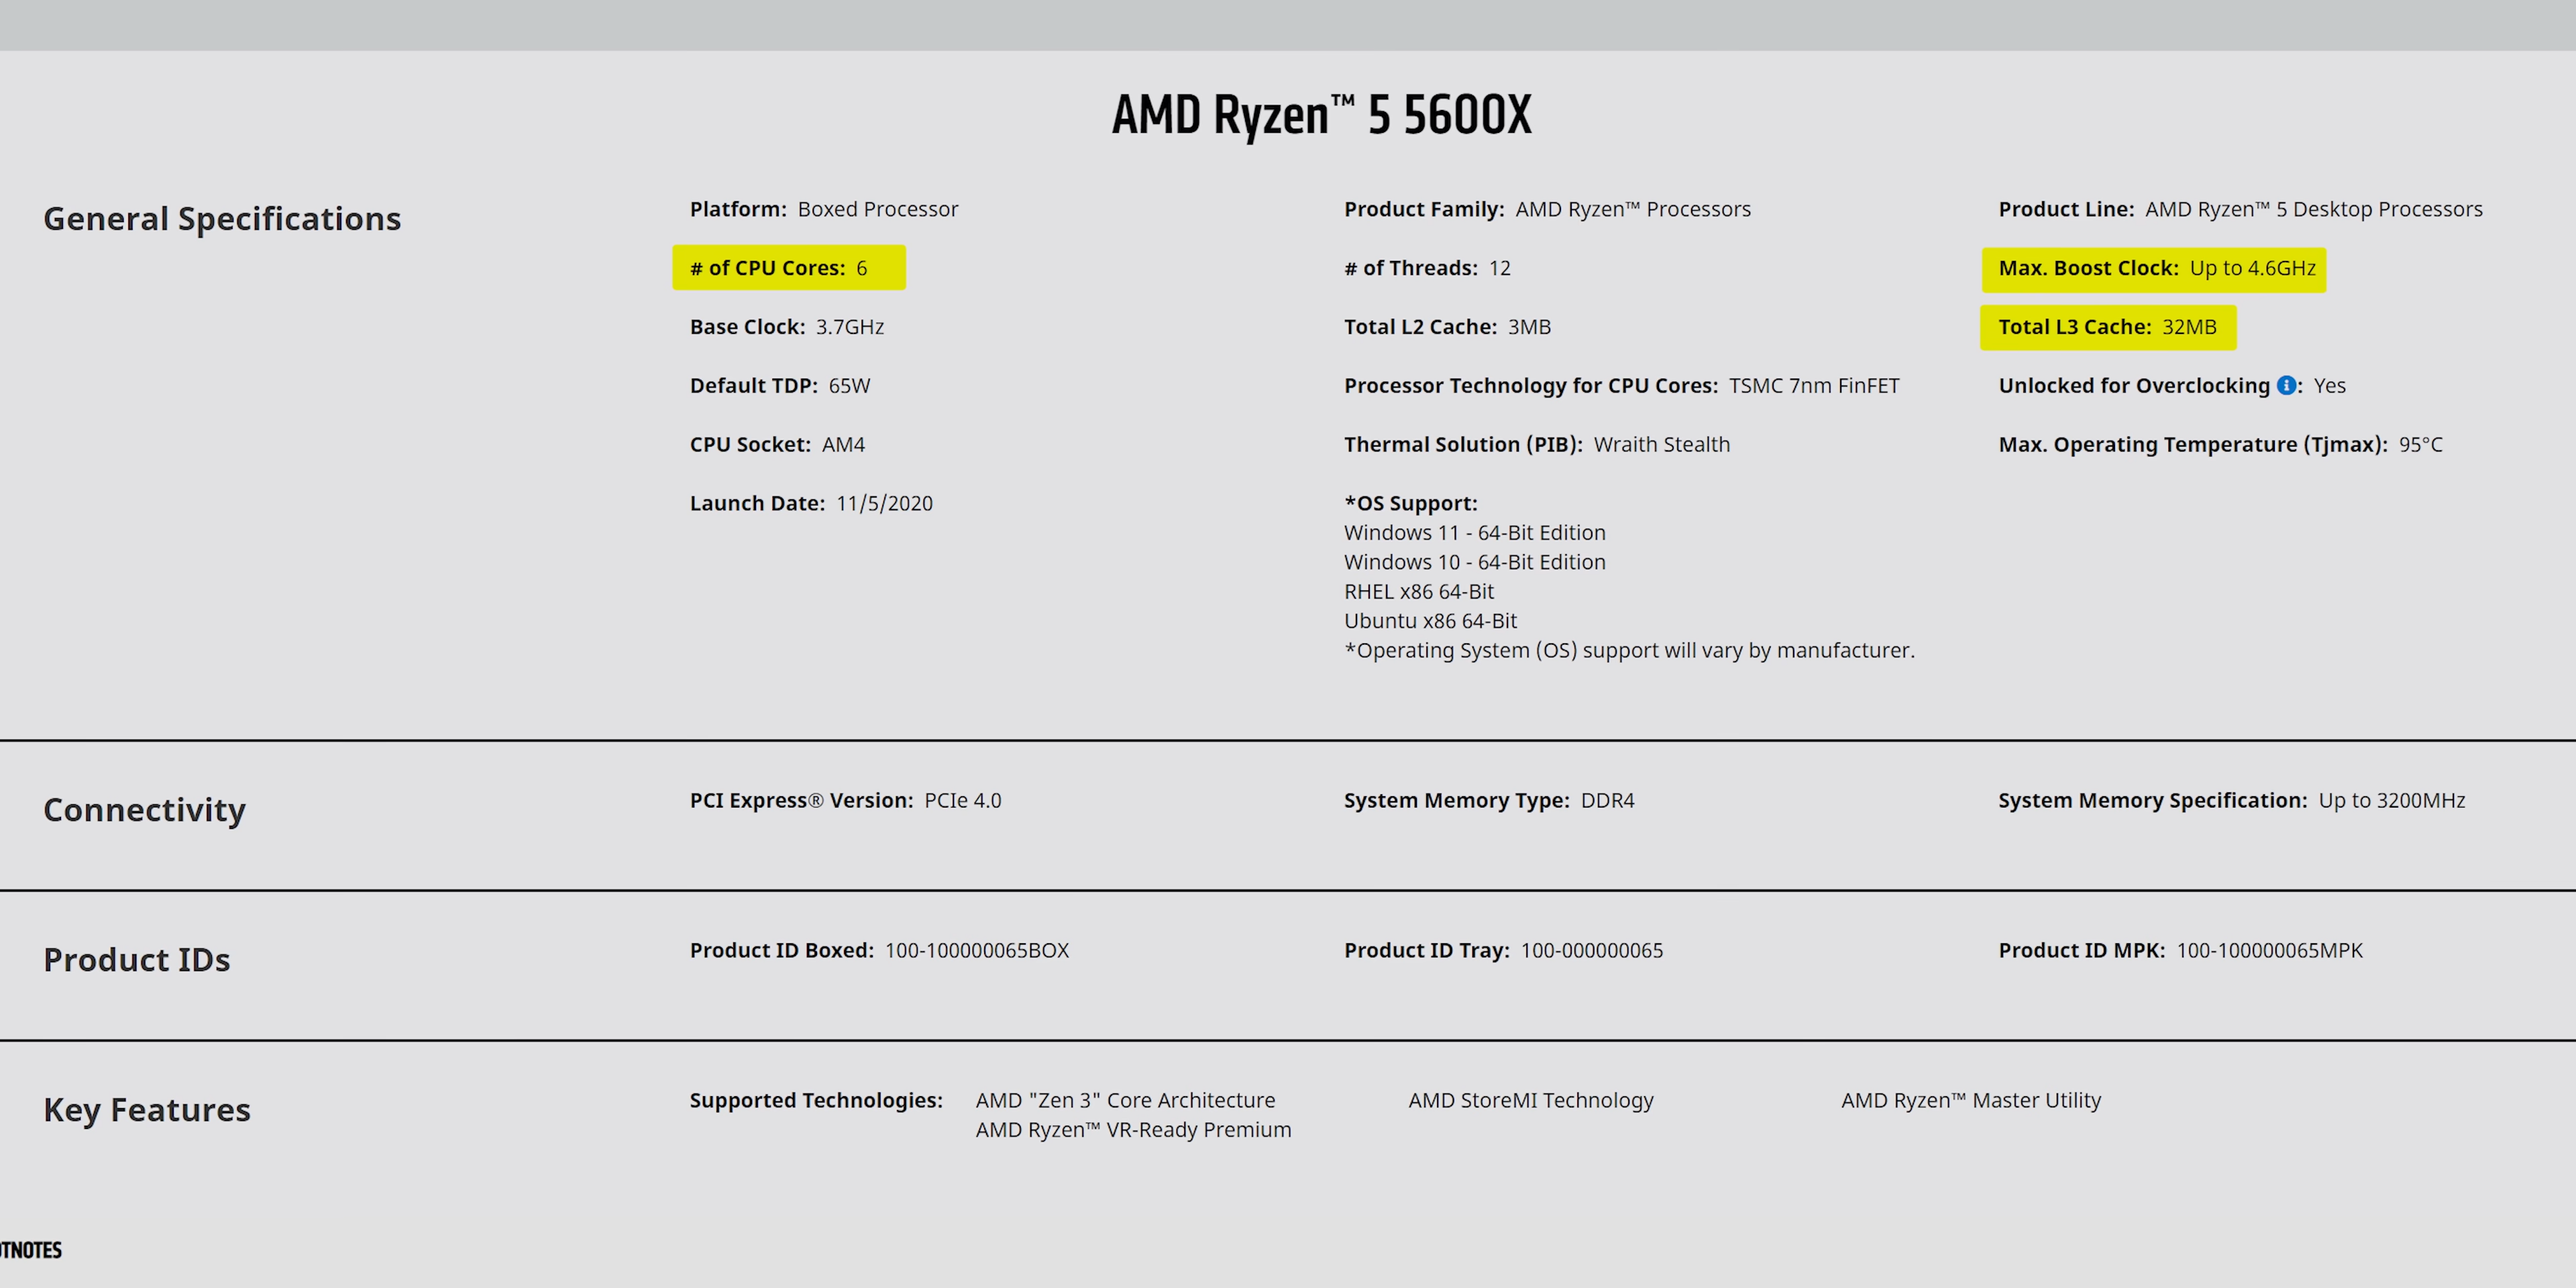 AMD Ryzen™ 5 5600X
General Specifications
Platform: Boxed Processor
Product Family: AMD Ryzen™ Processors
Product Line: AMD Ryzen™ 5 Desktop Processors
# of CPU Cores: 6
# of Threads: 12
Max. Boost Clock: Up to 4.6GHz
Base Clock: 3.7GHz
Total L2 Cache: 3MB
Total L3 Cache: 32MB
Default TDP: 65W
Processor Technology for CPU Cores: TSMC 7nm FinFET
Unlocked for Overclocking i: Yes
CPU Socket: AM4
Thermal Solution (PIB): Wraith Stealth
Max. Operating Temperature (Tjmax): 95°C
Launch Date: 11/5/2020
*OS Support:
Windows 11 - 64-Bit Edition
Windows 10 - 64-Bit Edition
RHEL x86 64-Bit
Ubuntu x86 64-Bit
*Operating System (OS) support will vary by manufacturer.
Connectivity
PCI Express® Version: PCIe 4.0
System Memory Type: DDR4
System Memory Specification: Up to 3200MHz
Product IDs
Product ID Boxed: 100-100000065BOX
Product ID Tray: 100-000000065
Product ID MPK: 100-100000065MPK
Key Features
Supported Technologies:
AMD "Zen 3" Core Architecture
AMD StoreMI Technology
AMD Ryzen™ Master Utility
AMD Ryzen™ VR-Ready Premium